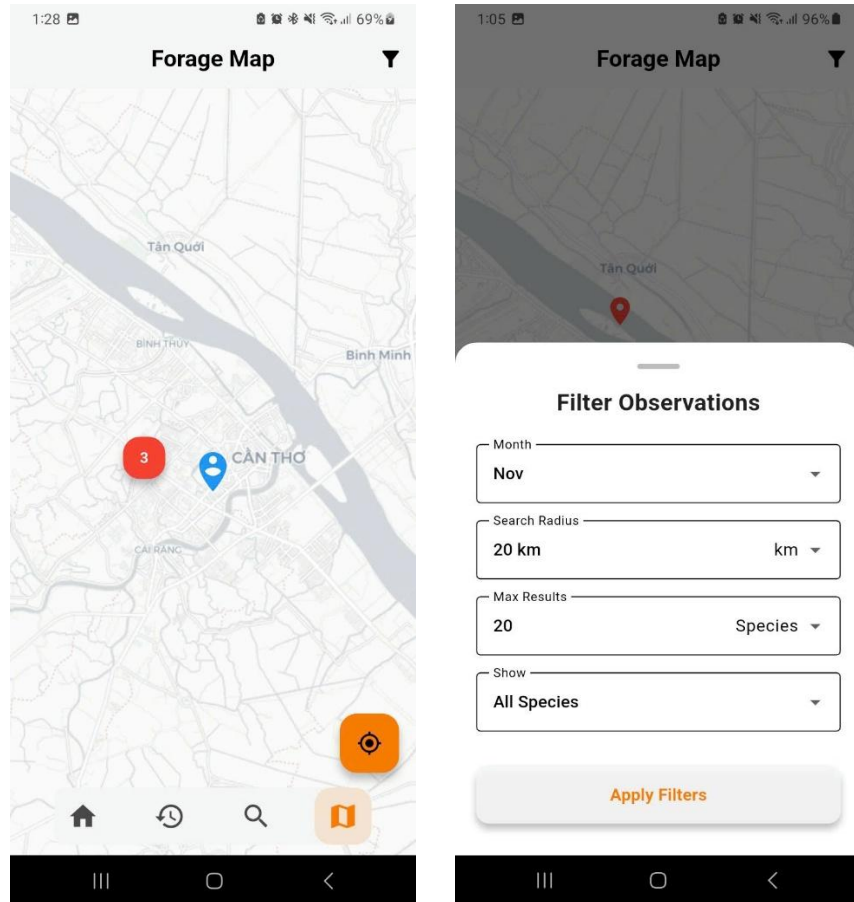 1:28
69%
Forage Map
Tân Quới
BÌNH THỦY
Bình Minh
3
CẦN THƠ
CÁI RĂNG
1:05
96%
Forage Map
Tân Quới
Filter Observations
Month
Nov
Search Radius
20 km
km
Max Results
20
Species
Show
All Species
Apply Filters